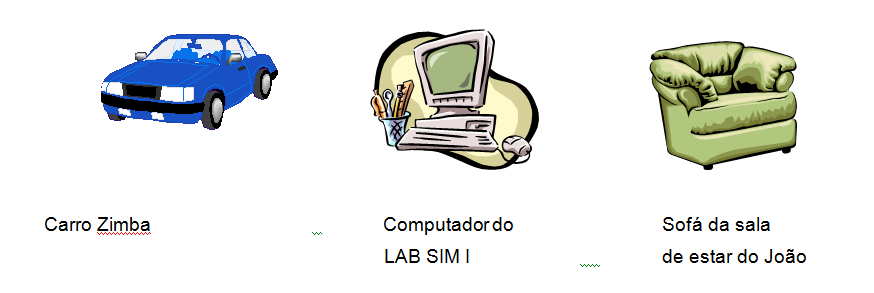 Carro Zimba
Computador do
LAB SIM I
Sofá da sala
de estar do João